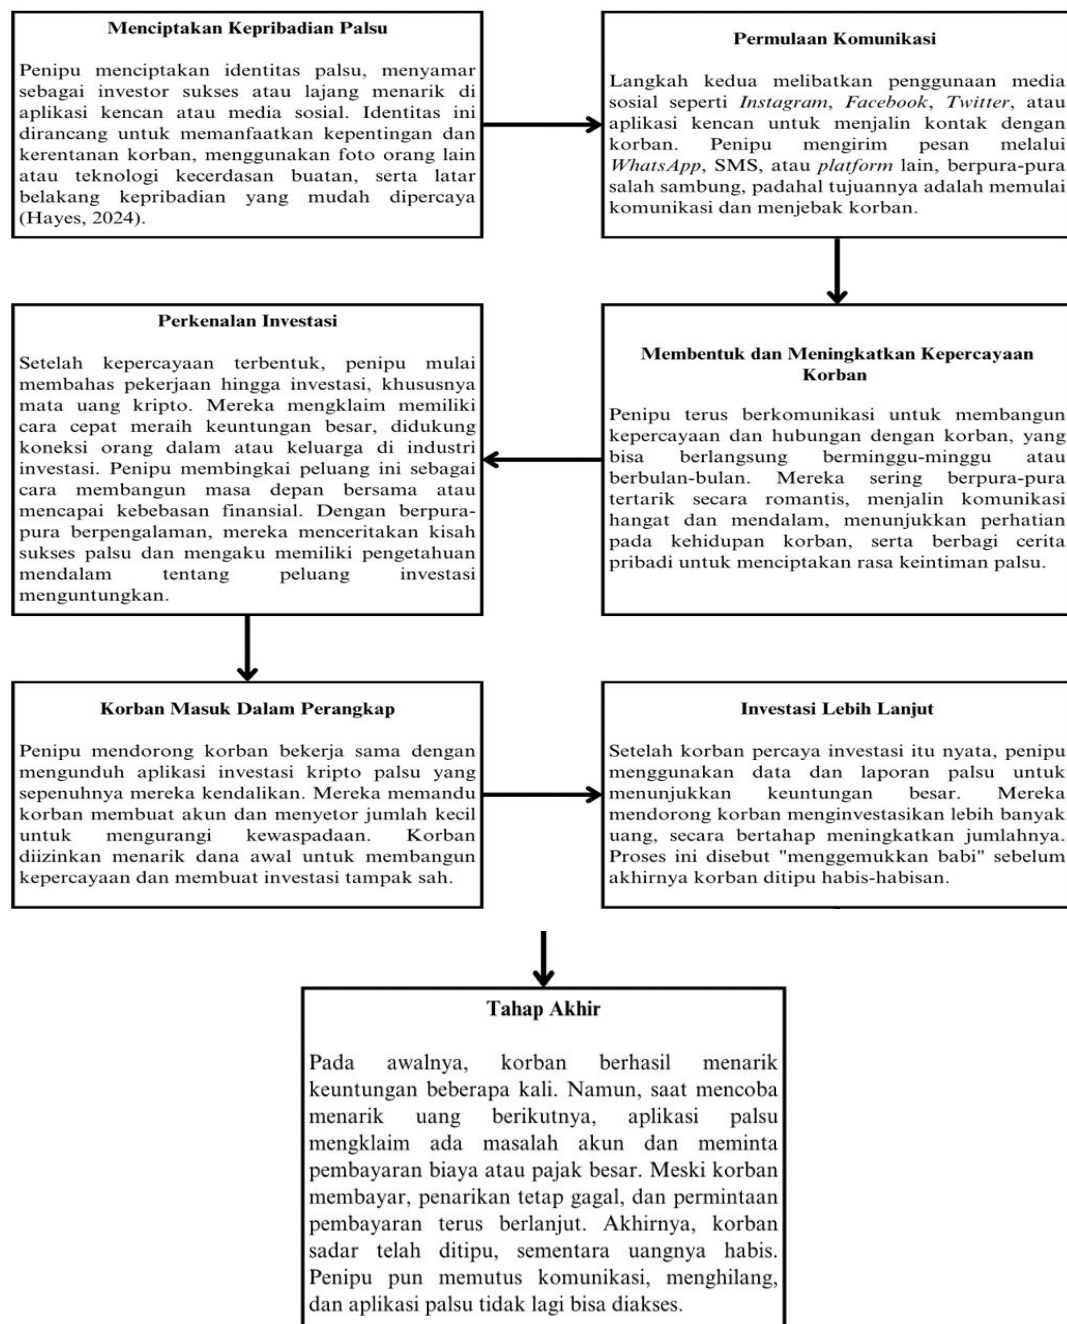 Menciptakan Kepribadian Palsu
Penipu menciptakan identitas palsu, menyamar
sebagai investor sukses atau lajang menarik di
aplikasi kencan atau media sosial. Identitas ini
dirancang untuk memanfaatkan kepentingan dan
kerentanan korban, menggunakan foto orang lain
atau teknologi kecerdasan buatan, serta latar
belakang kepribadian yang mudah dipercaya
(Hayes, 2024).
Permulaan Komunikasi
Langkah kedua melibatkan penggunaan media
sosial seperti Instagram, Facebook, Twitter, atau
aplikasi kencan untuk menjalin kontak dengan
korban. Penipu mengirim pesan melalui
WhatsApp, SMS, atau platform lain, berpura-pura
salah sambung, padahal tujuannya adalah memulai
komunikasi dan menjebak korban.
Membentuk dan Meningkatkan Kepercayaan
Korban
Penipu terus berkomunikasi untuk membangun
kepercayaan dan hubungan dengan korban, yang
bisa berlangsung berminggu-minggu atau
berbulan-bulan. Mereka sering berpura-pura
tertarik secara romantis, menjalin komunikasi
hangat dan mendalam, menunjukkan perhatian
pada kehidupan korban, serta berbagi cerita
pribadi untuk menciptakan rasa keintiman palsu.
Perkenalan Investasi
Setelah kepercayaan terbentuk, penipu mulai
membahas pekerjaan hingga investasi, khususnya
mata uang kripto. Mereka mengklaim memiliki
cara cepat meraih keuntungan besar, didukung
koneksi orang dalam atau keluarga di industri
investasi. Penipu membingkai peluang ini sebagai
cara membangun masa depan bersama atau
mencapai kebebasan finansial. Dengan berpura-
pura berpengalaman, mereka menceritakan kisah
sukses palsu dan mengaku memiliki pengetahuan
mendalam tentang peluang investasi
menguntungkan.
Korban Masuk Dalam Perangkap
Penipu mendorong korban bekerja sama dengan
mengunduh aplikasi investasi kripto palsu yang
sepenuhnya mereka kendalikan. Mereka memandu
korban membuat akun dan menyetor jumlah kecil
untuk mengurangi kewaspadaan. Korban
diizinkan menarik dana awal untuk membangun
kepercayaan dan membuat investasi tampak sah.
Investasi Lebih Lanjut
Setelah korban percaya investasi itu nyata, penipu
menggunakan data dan laporan palsu untuk
menunjukkan keuntungan besar. Mereka
mendorong korban menginvestasikan lebih banyak
uang, secara bertahap meningkatkan jumlahnya.
Proses ini disebut "menggemukkan babi" sebelum
akhirnya korban ditipu habis-habisan.
Tahap Akhir
Pada awalnya, korban berhasil menarik
keuntungan beberapa kali. Namun, saat mencoba
menarik uang berikutnya, aplikasi palsu
mengklaim ada masalah akun dan meminta
pembayaran biaya atau pajak besar. Meski korban
membayar, penarikan tetap gagal, dan permintaan
pembayaran terus berlanjut. Akhirnya, korban
sadar telah ditipu, sementara uangnya habis.
Penipu pun memutus komunikasi, menghilang,
dan aplikasi palsu tidak lagi bisa diakses.